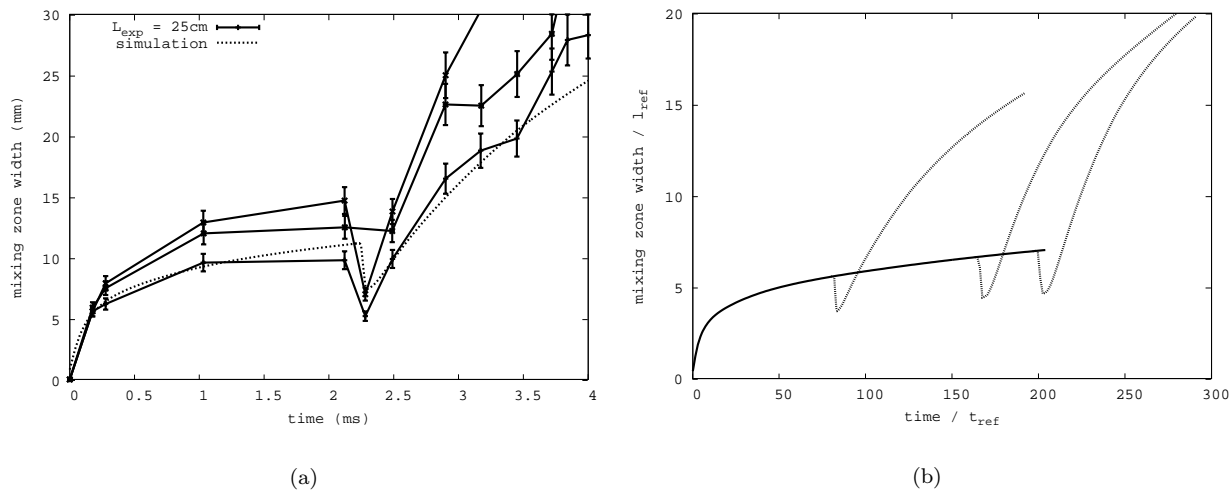 30
25
20
15
10
5
0
mixing zone width (mm)
L_exp = 25cm
simulation
0 0.5 1 1.5 2 2.5 3 3.5 4
time (ms)
(a)
20
15
10
5
0
mixing zone width / l_ref
0 50 100 150 200 250 300
time / t_ref
(b)